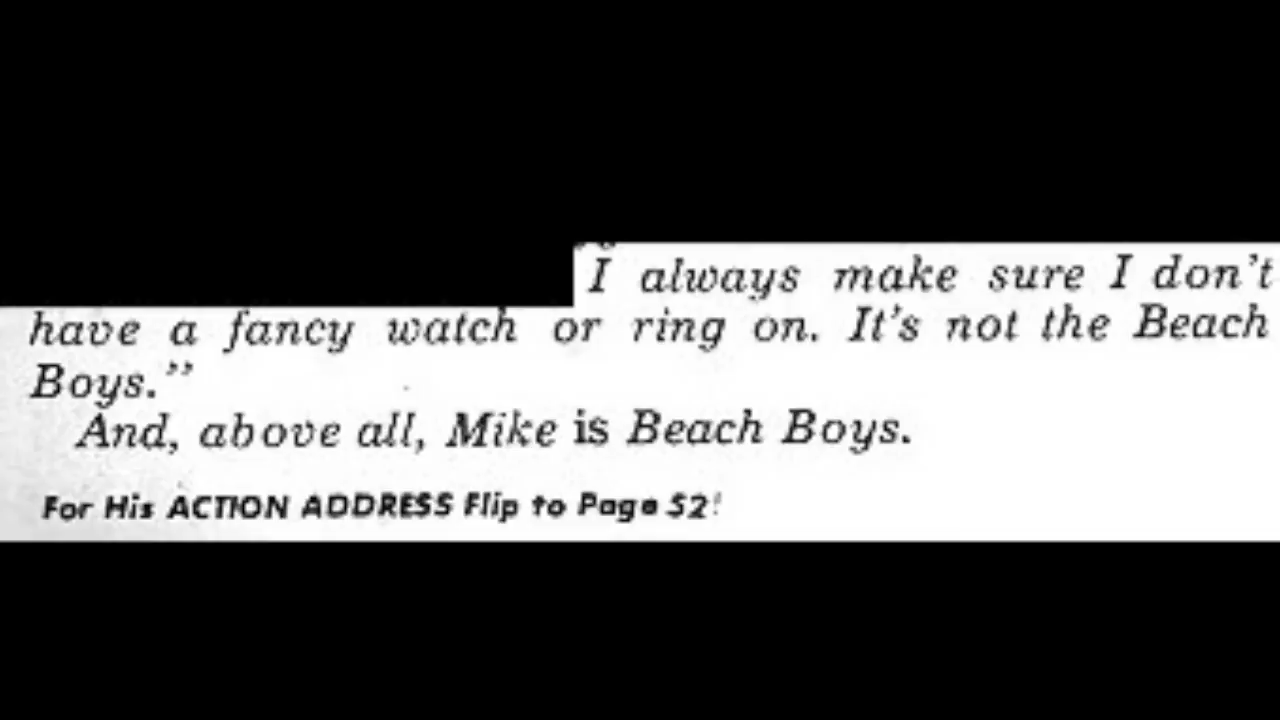 I always make sure I don't
have a fancy watch or ring on. It's not the Beach
Boys.”
And, above all, Mike is Beach Boys.
For His ACTION ADDRESS Flip to Page 52!